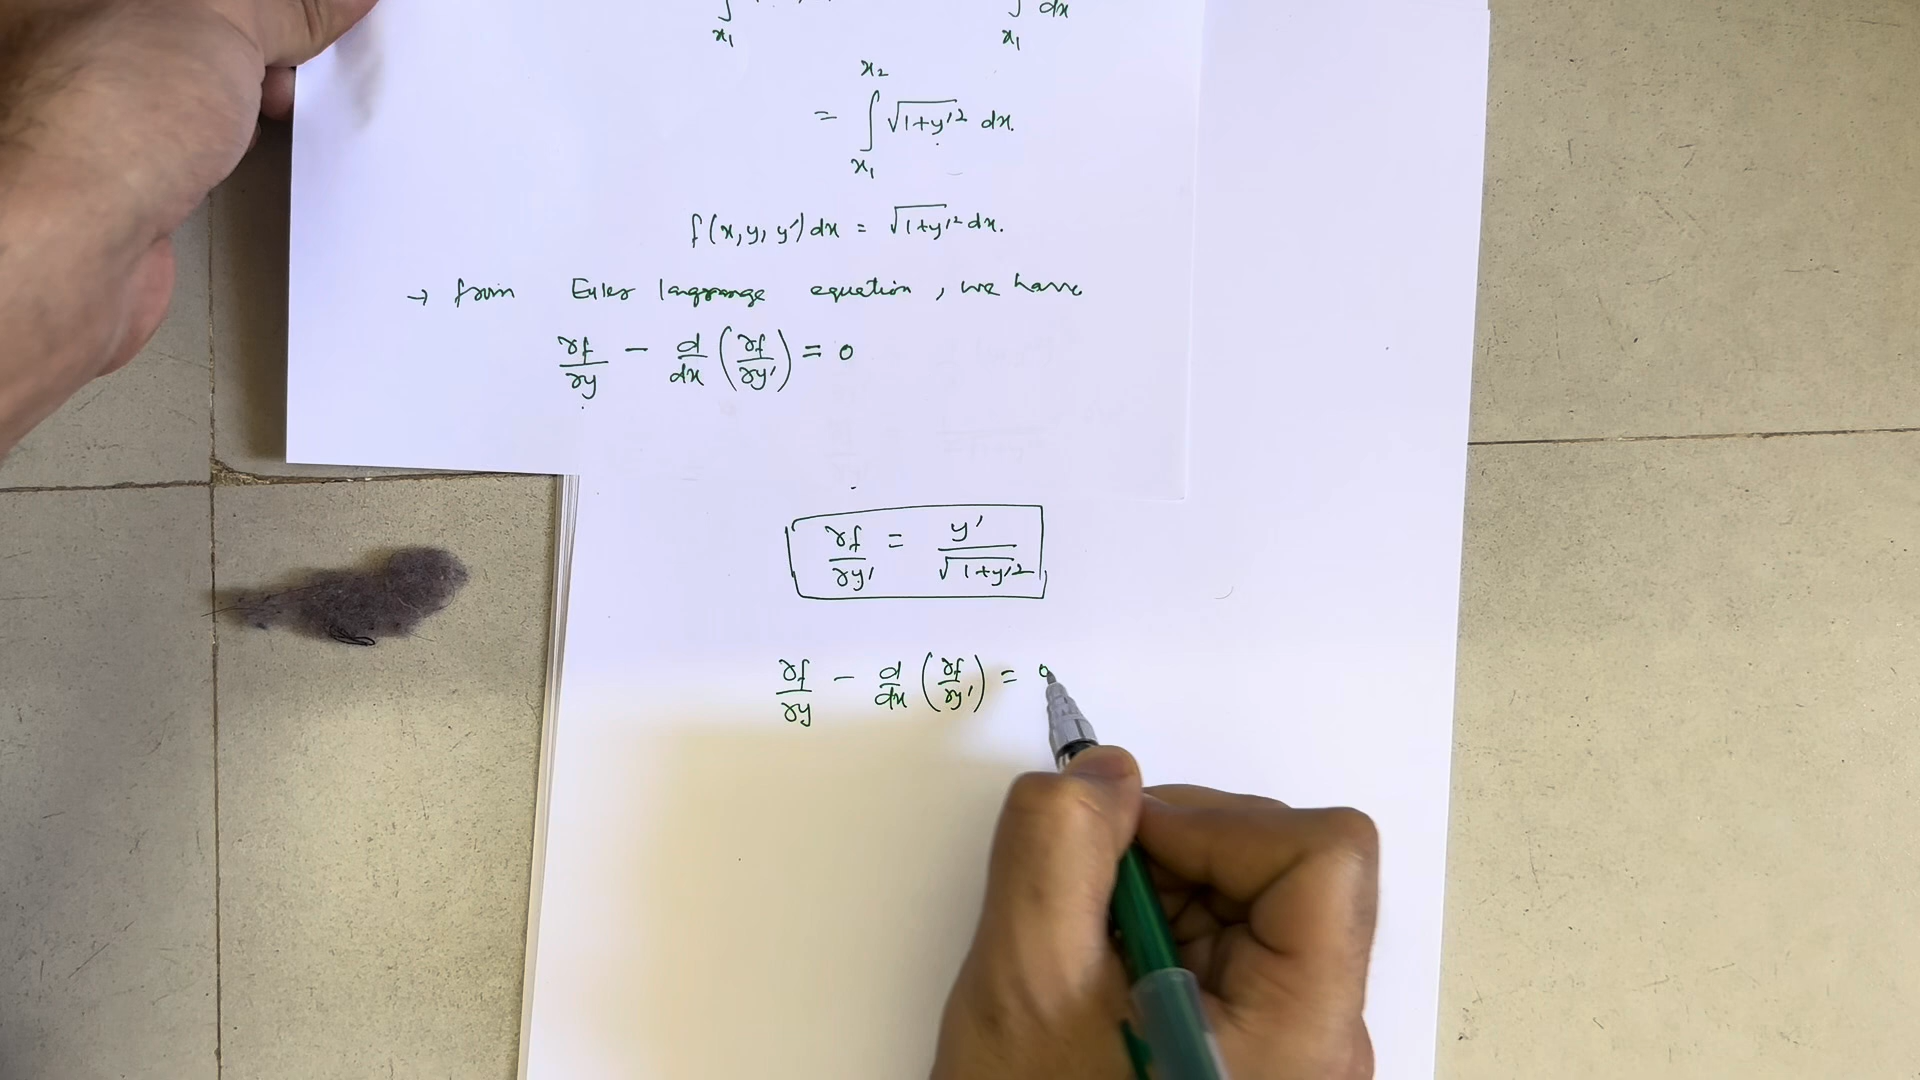 ∫ x₁ ∫ dx x₁
= ∫ x₁ x₂ √1+y'² dx.
f(x, y, y')dx = √1+y'² dx.
→ from Euler lagrange equation, we have
∂f/∂y − d/dx (∂f/∂y') = 0
∂f/∂y' = y'/√1+y'²
∂f/∂y − d/dx (∂f/∂y') = 0